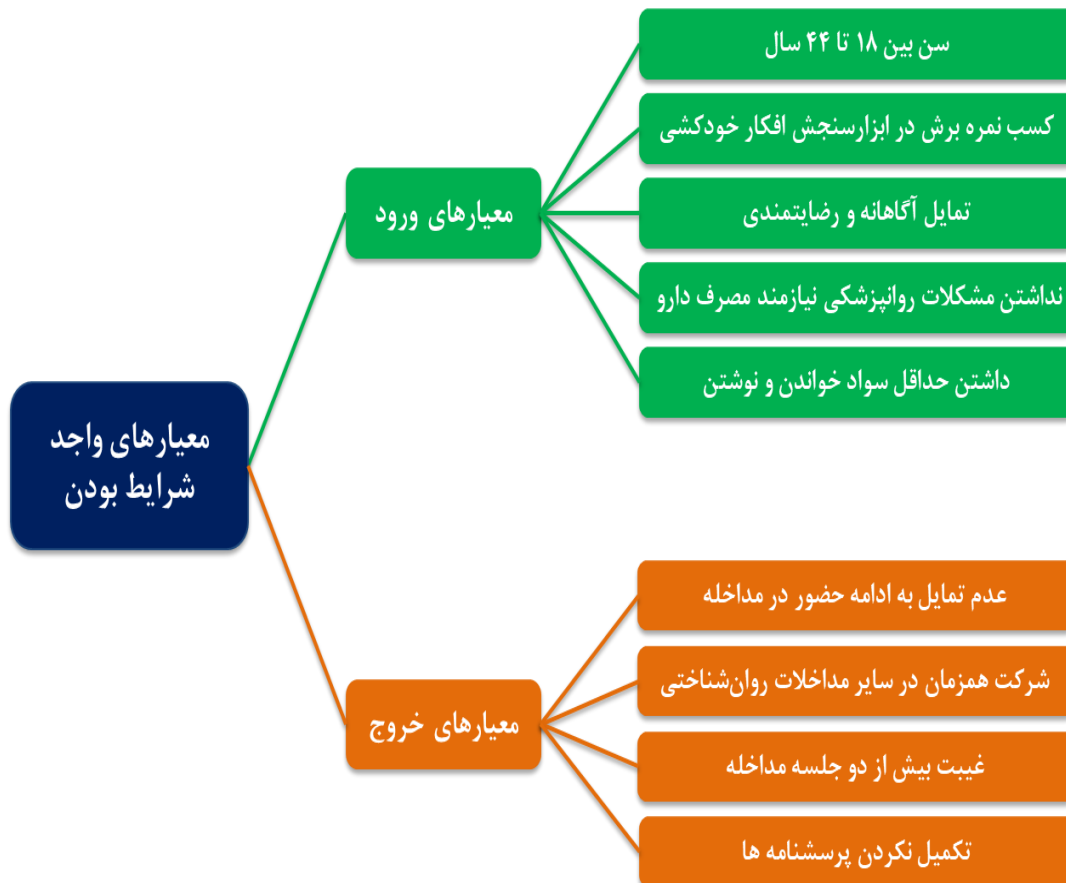 معیارهای واجد
شرایط بودن
معیارهای ورود
سن بین ۱۸ تا ۴۴ سال
کسب نمره برش در ابزارسنجش افکار خودکشی
تمایل آگاهانه و رضایتمندی
نداشتن مشکلات روانپزشکی نیازمند مصرف دارو
داشتن حداقل سواد خواندن و نوشتن
معیارهای خروج
عدم تمایل به ادامه حضور در مداخله
شرکت همزمان در سایر مداخلات روان‌شناختی
غیبت بیش از دو جلسه مداخله
تکمیل نکردن پرسشنامه ها